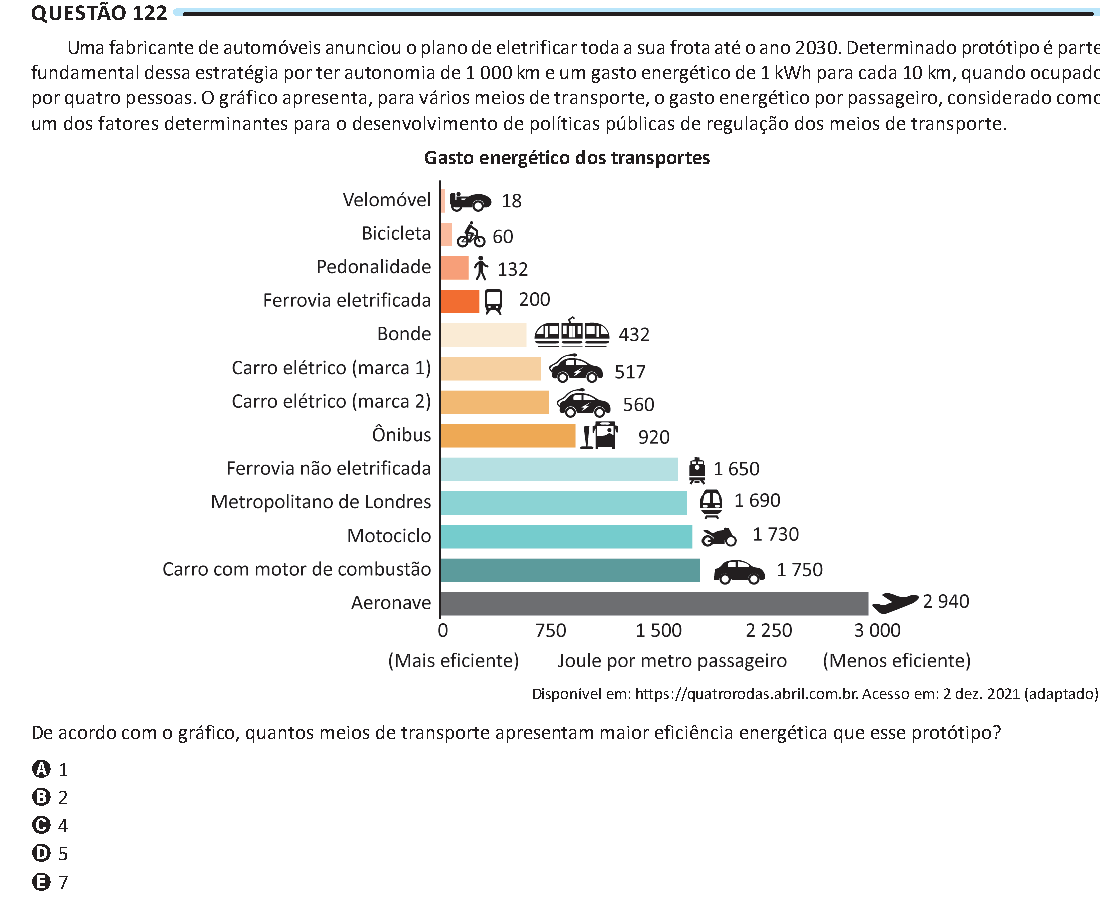 QUESTÃO 122
Uma fabricante de automóveis anunciou o plano de eletrificar toda a sua frota até o ano 2030. Determinado protótipo é parte
fundamental dessa estratégia por ter autonomia de 1 000 km e um gasto energético de 1 kWh para cada 10 km, quando ocupado
por quatro pessoas. O gráfico apresenta, para vários meios de transporte, o gasto energético por passageiro, considerado como
um dos fatores determinantes para o desenvolvimento de políticas públicas de regulação dos meios de transporte.
Gasto energético dos transportes
Velomóvel 18
Bicicleta 60
Pedonalidade 132
Ferrovia eletrificada 200
Bonde 432
Carro elétrico (marca 1) 517
Carro elétrico (marca 2) 560
Ônibus 920
Ferrovia não eletrificada 1 650
Metropolitano de Londres 1 690
Motociclo 1 730
Carro com motor de combustão 1 750
Aeronave 2 940
0 750 1 500 2 250 3 000
(Mais eficiente) Joule por metro passageiro (Menos eficiente)
Disponível em: https://quatrorodas.abril.com.br. Acesso em: 2 dez. 2021 (adaptado)
De acordo com o gráfico, quantos meios de transporte apresentam maior eficiência energética que esse protótipo?
A 1
B 2
C 4
D 5
E 7